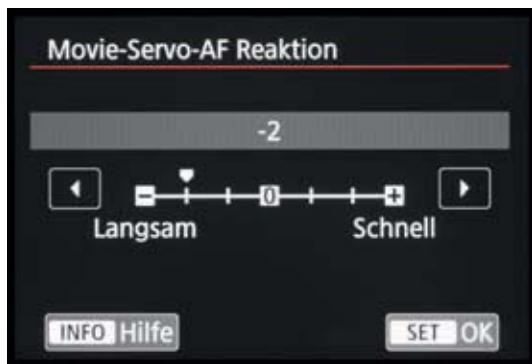 Movie-Servo-AF Reaktion
-2
- 0 +
Langsam Schnell
INFO Hilfe SET OK